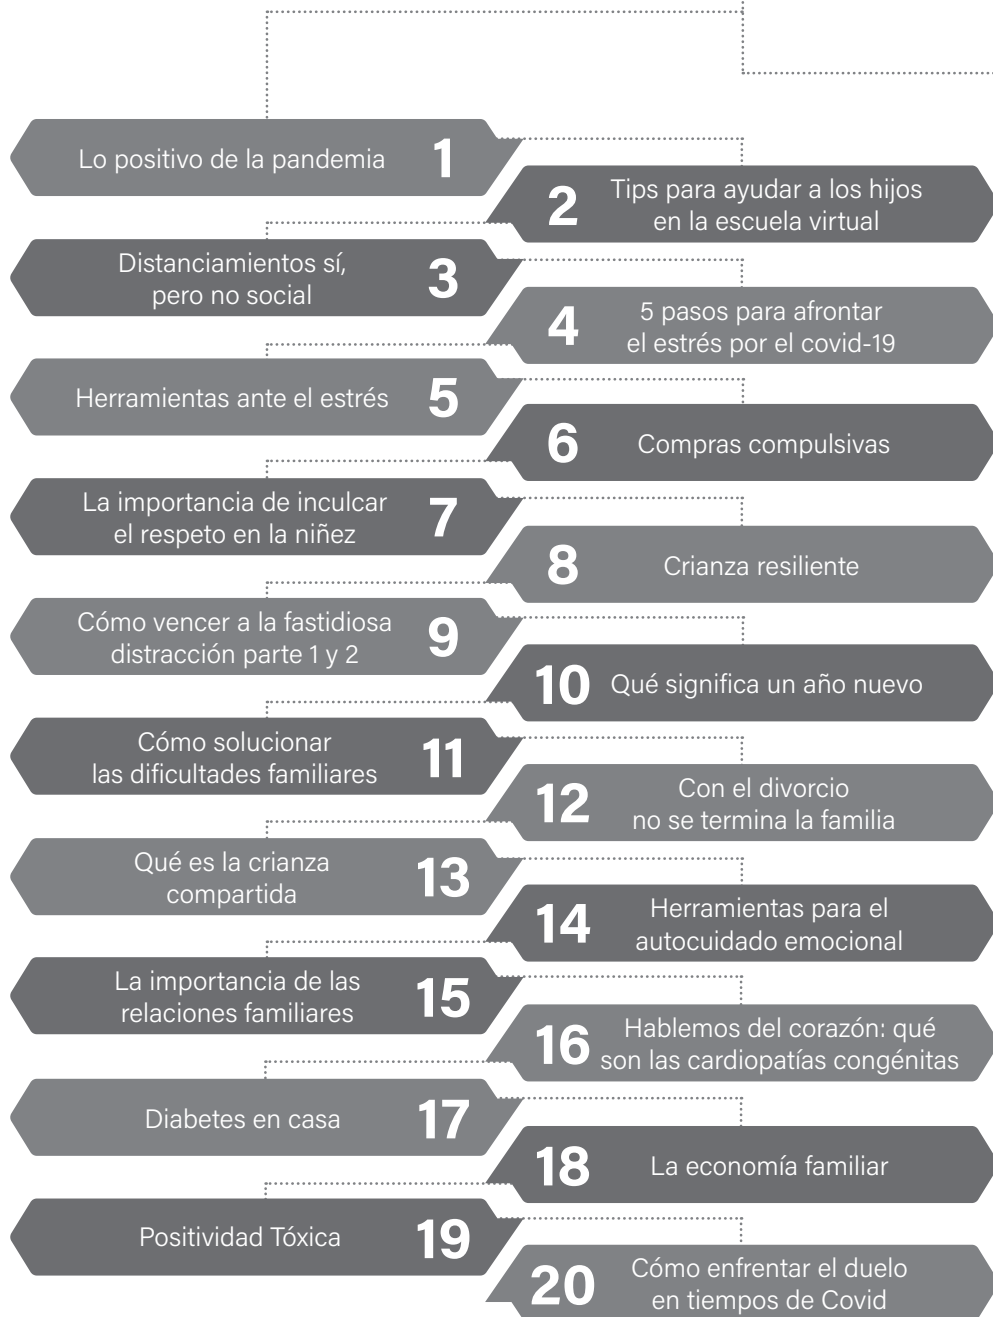 Lo positivo de la pandemia 1
2 Tips para ayudar a los hijos
en la escuela virtual
Distanciamientos sí,
pero no social 3
4 5 pasos para afrontar
el estrés por el covid-19
Herramientas ante el estrés 5
6 Compras compulsivas
La importancia de inculcar
el respeto en la niñez 7
8 Crianza resiliente
Cómo vencer a la fastidiosa
distracción parte 1 y 2 9
10 Qué significa un año nuevo
Cómo solucionar
las dificultades familiares 11
12 Con el divorcio
no se termina la familia
Qué es la crianza
compartida 13
14 Herramientas para el
autocuidado emocional
La importancia de las
relaciones familiares 15
16 Hablemos del corazón: qué
son las cardiopatías congénitas
Diabetes en casa 17
18 La economía familiar
Positividad Tóxica 19
20 Cómo enfrentar el duelo
en tiempos de Covid